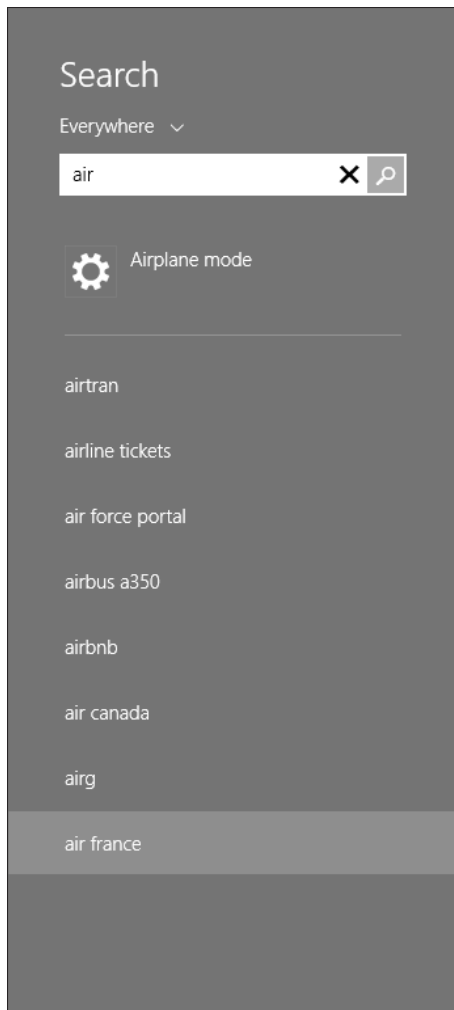 Search
Everywhere
air
Airplane mode
airtran
airline tickets
air force portal
airbus a350
airbnb
air canada
airg
air france